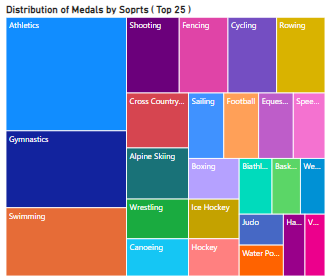 Distribution of Medals by Soprts ( Top 25 )
Athletics
Shooting
Fencing
Cycling
Rowing
Cross Country...
Sailing
Football
Eques...
Spee...
Gymnastics
Alpine Skiing
Boxing
Biathl...
Bask...
We...
Swimming
Wrestling
Ice Hockey
Judo
Ha...
V...
Canoeing
Hockey
Water Po...